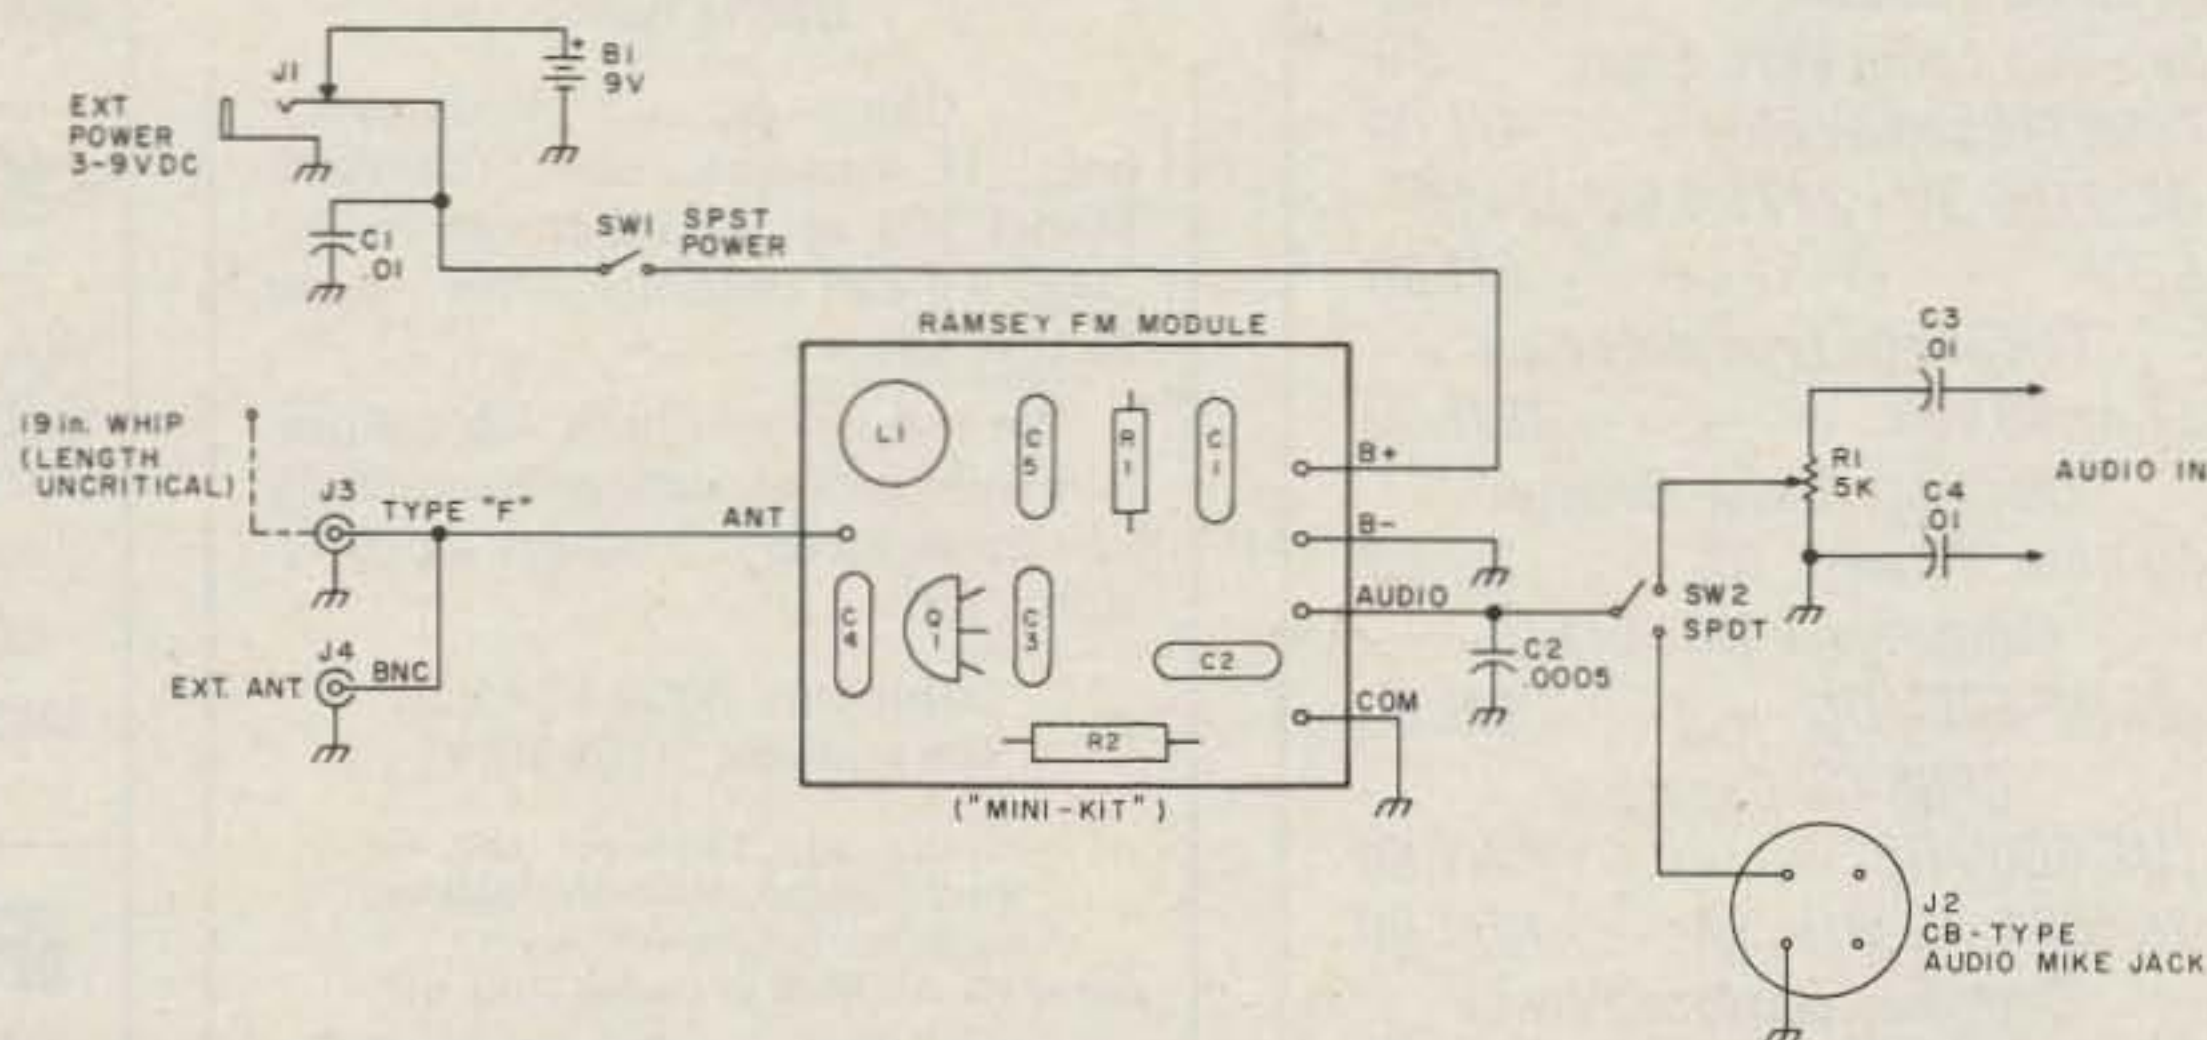 J1
B1
9V
EXT
POWER
3-9VDC
C1
.01
SW1
SPST
POWER
RAMSEY FM MODULE
19 in. WHIP
(LENGTH
UNCRITICAL)
J3
TYPE "F"
ANT
J4
BNC
EXT. ANT
L1
C5
R1
C1
C4
Q1
C3
C2
R2
B+
B-
AUDIO
COM
("MINI-KIT")
C2
.0005
SW2
SPDT
C3
.01
R1
5K
C4
.01
AUDIO IN
J2
CB-TYPE
AUDIO MIKE JACK